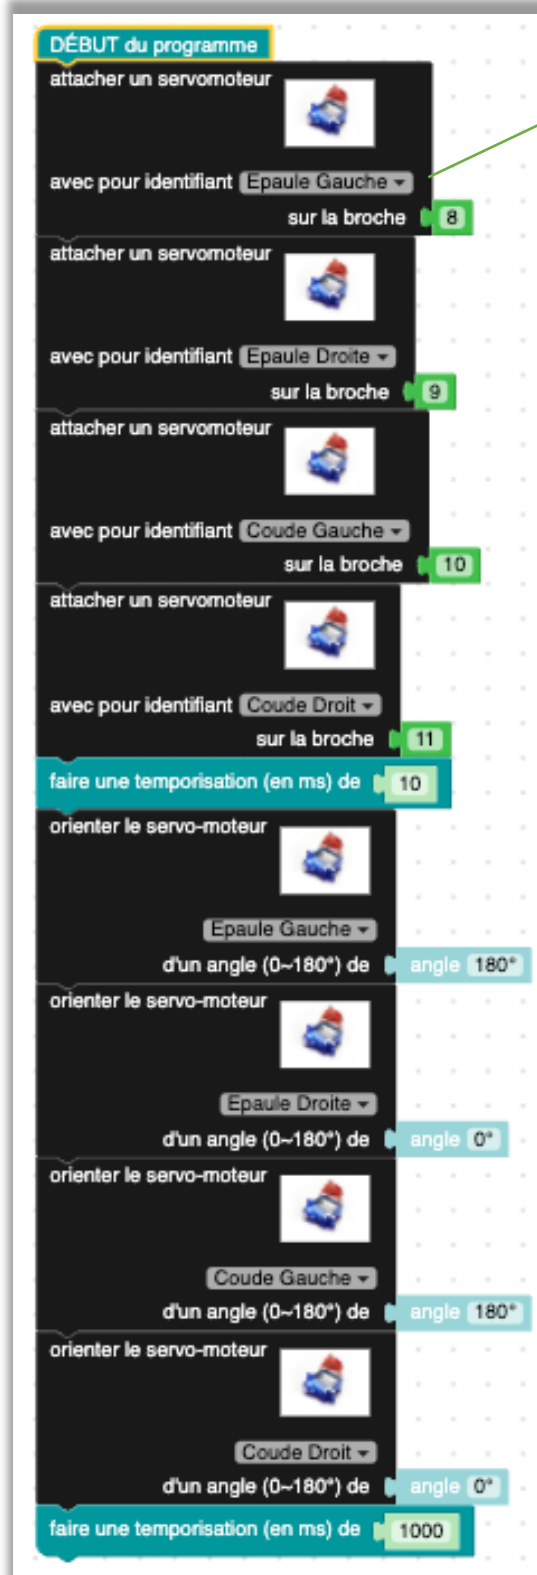 DÉBUT du programme
attacher un servomoteur
avec pour identifiant Epaule Gauche
sur la broche 8
attacher un servomoteur
avec pour identifiant Epaule Droite
sur la broche 9
attacher un servomoteur
avec pour identifiant Coude Gauche
sur la broche 10
attacher un servomoteur
avec pour identifiant Coude Droit
sur la broche 11
faire une temporisation (en ms) de 10
orienter le servo-moteur
Epaule Gauche
d'un angle (0~180°) de angle 180°
orienter le servo-moteur
Epaule Droite
d'un angle (0~180°) de angle 0°
orienter le servo-moteur
Coude Gauche
d'un angle (0~180°) de angle 180°
orienter le servo-moteur
Coude Droit
d'un angle (0~180°) de angle 0°
faire une temporisation (en ms) de 1000